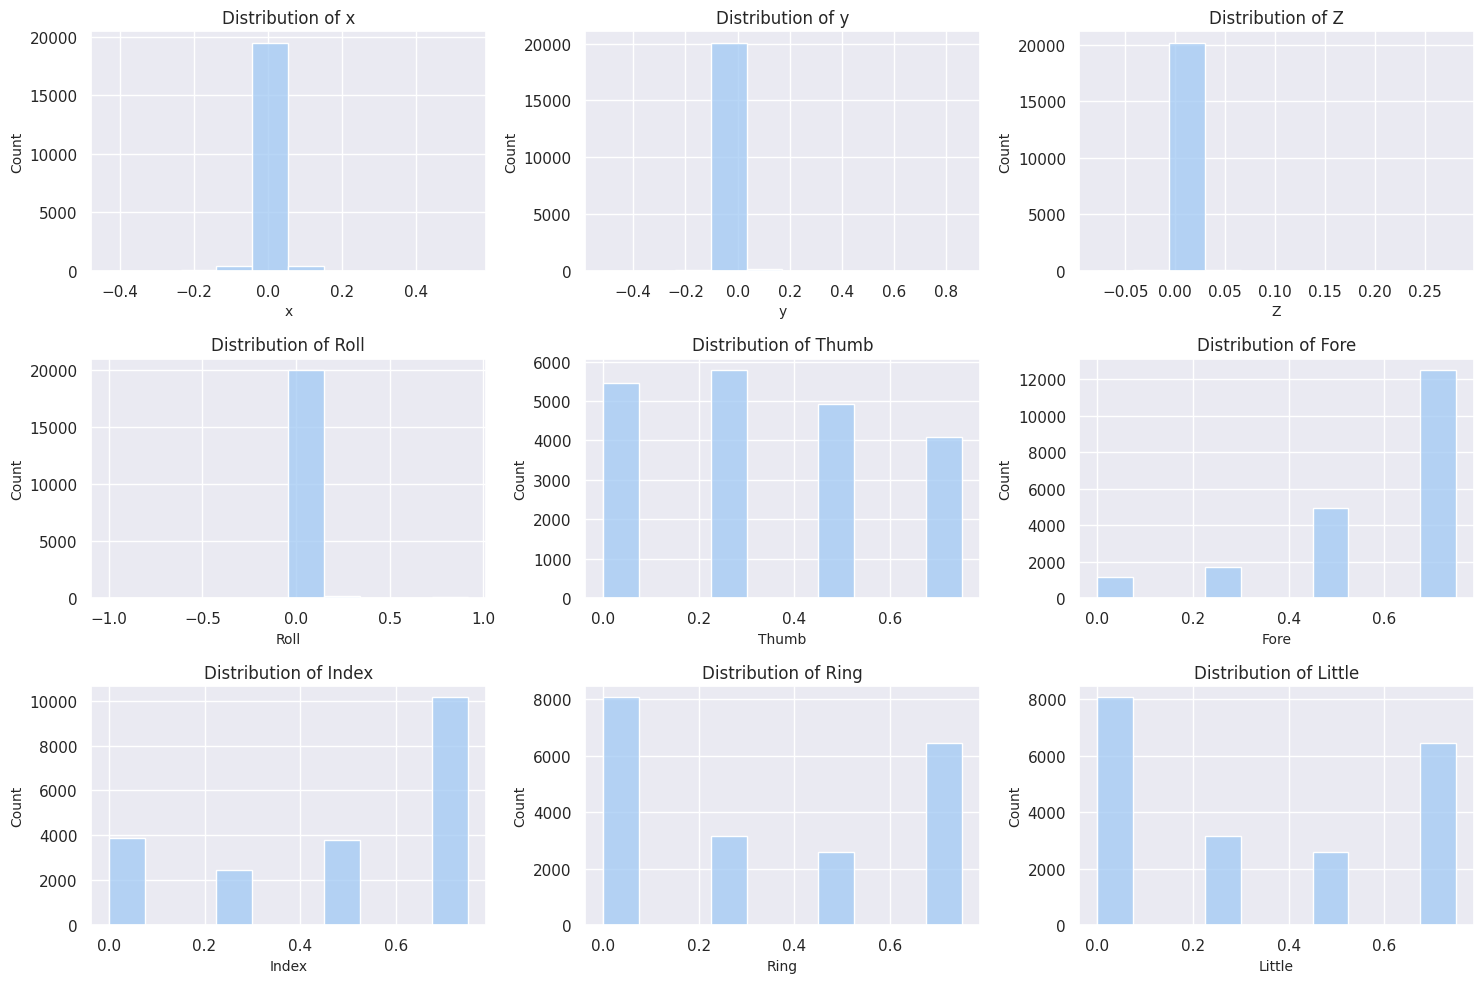 Distribution of x
Count
20000
15000
10000
5000
0
−0.4 −0.2 0.0 0.2 0.4
x
Distribution of y
Count
20000
15000
10000
5000
0
−0.4 −0.2 0.0 0.2 0.4 0.6 0.8
y
Distribution of Z
Count
20000
15000
10000
5000
0
−0.05 0.00 0.05 0.10 0.15 0.20 0.25
Z
Distribution of Roll
Count
20000
15000
10000
5000
0
−1.0 −0.5 0.0 0.5 1.0
Roll
Distribution of Thumb
Count
6000
5000
4000
3000
2000
1000
0
0.0 0.2 0.4 0.6
Thumb
Distribution of Fore
Count
12000
10000
8000
6000
4000
2000
0
0.0 0.2 0.4 0.6
Fore
Distribution of Index
Count
10000
8000
6000
4000
2000
0
0.0 0.2 0.4 0.6
Index
Distribution of Ring
Count
8000
6000
4000
2000
0
0.0 0.2 0.4 0.6
Ring
Distribution of Little
Count
8000
6000
4000
2000
0
0.0 0.2 0.4 0.6
Little